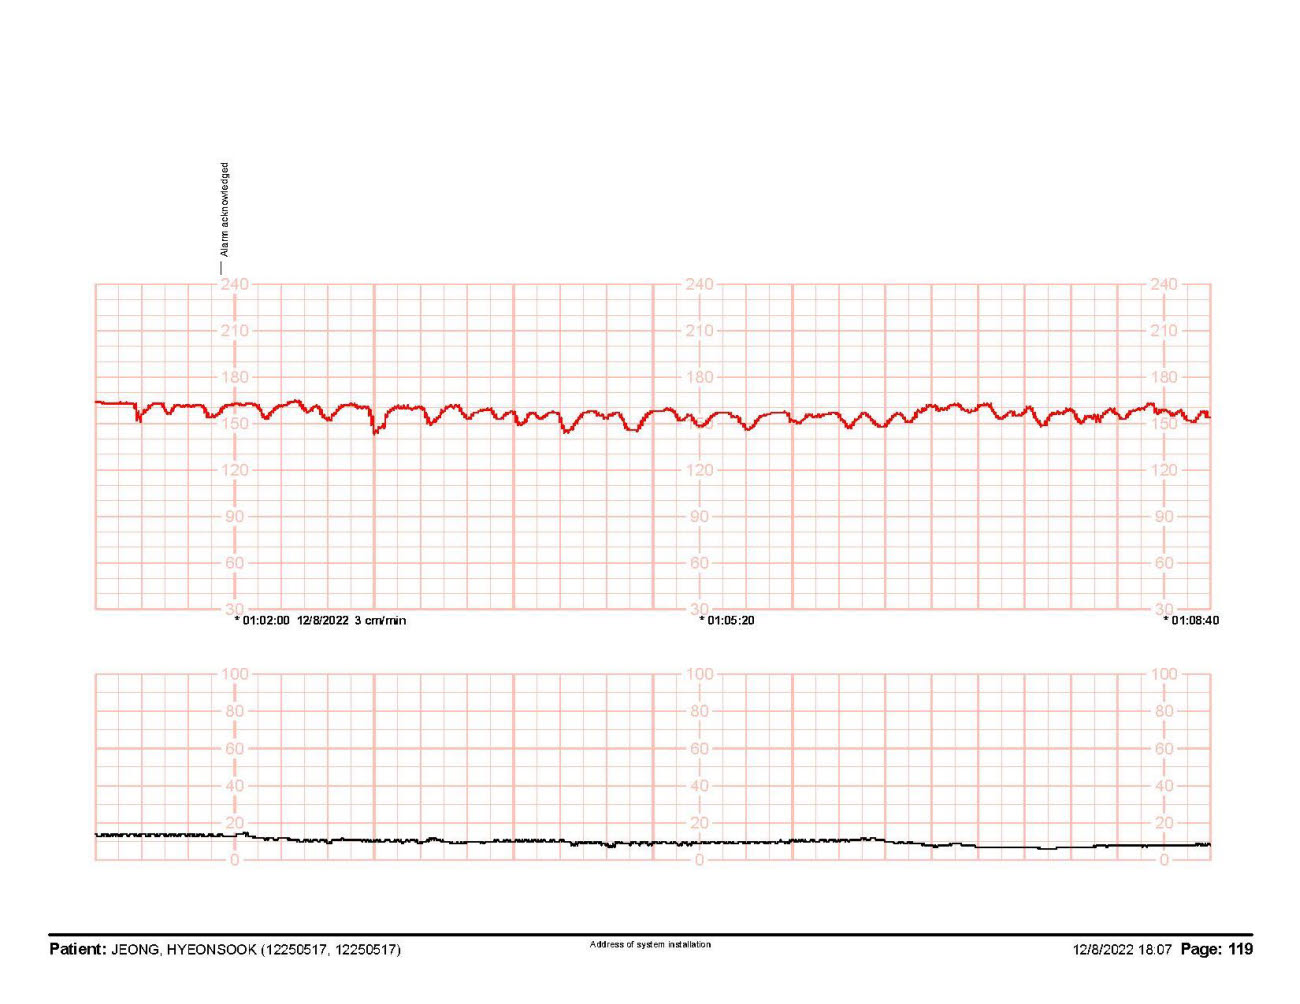 Alarm acknowledged
240 240 240
210 210 210
180 180 180
150 150 150
120 120 120
90 90 90
60 60 60
30 30 30
* 01:02:00 12/8/2022 3 cm/min * 01:05:20 * 01:08:40
100 100 100
80 80 80
60 60 60
40 40 40
20 20 20
0 0 0
Patient: JEONG, HYEONSOOK (12250517, 12250517) Address of system installation 12/8/2022 18:07 Page: 119